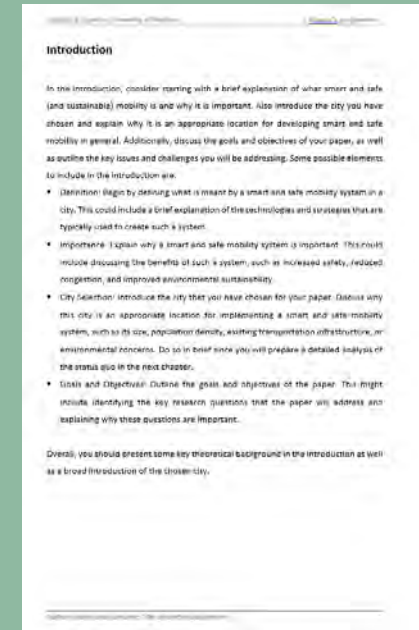 Introduction
In the introduction, consider starting with a brief explanation of what smart and safe
(and sustainable) mobility is and why it is important. Also introduce the city you have
chosen and explain why it is an appropriate location for developing smart and safe
mobility in general. Additionally, discuss the goals and objectives of your paper, as well
as outline the key issues and challenges you will be addressing. Some possible elements
to include in the introduction are:
• Definition: Begin by defining what is meant by a smart and safe mobility system in a
city. This could include a brief explanation of the technologies and strategies that are
typically used to create such a system.
• Importance: Explain why a smart and safe mobility system is important. This could
include discussing the benefits of such a system, such as increased safety, reduced
congestion, and improved environmental sustainability.
• City Selection: Introduce the city that you have chosen for your paper. Discuss why
this city is an appropriate location for implementing a smart and safe mobility
system, such as its size, population density, existing transportation infrastructure, or
environmental concerns. Do so in brief since you will prepare a detailed analysis of
the status quo in the next chapter.
• Goals and Objectives: Outline the goals and objectives of the paper. This might
include identifying the key research questions that the paper will address and
explaining why these questions are important.
Overall, you should present some key theoretical background in the introduction as well
as a broad introduction of the chosen city.